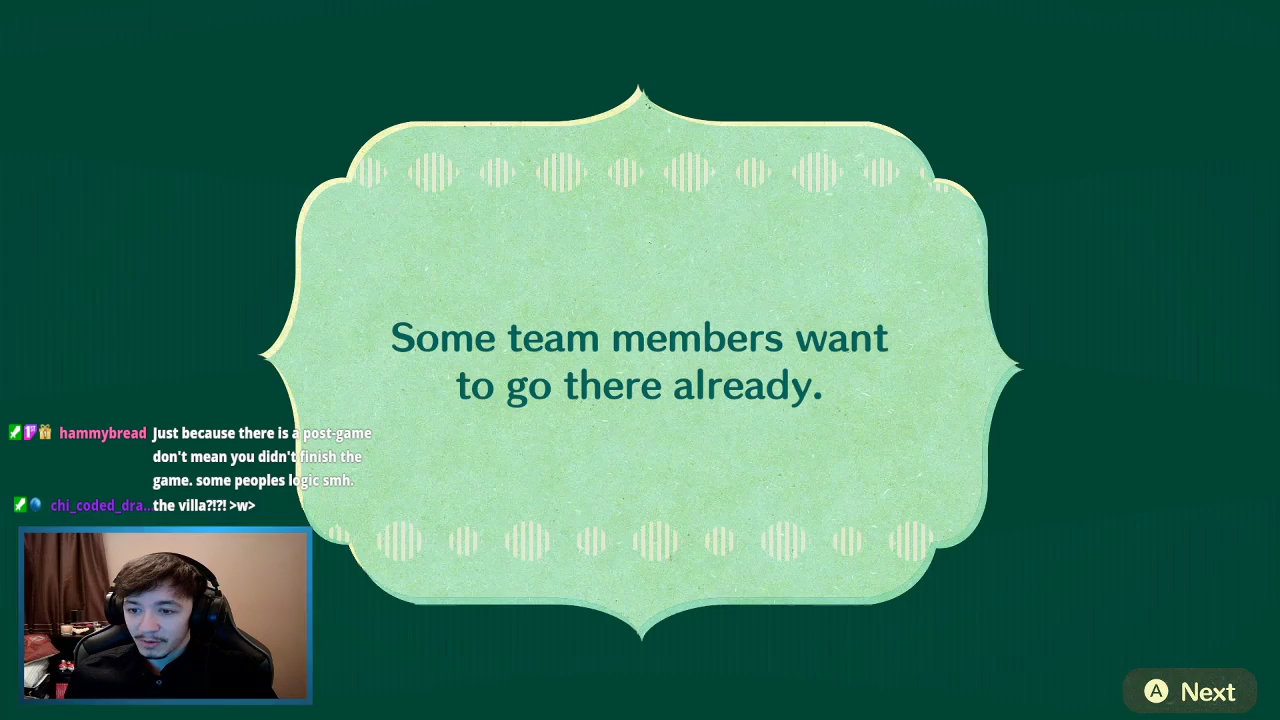 Some team members want
to go there already.
hammybread Just because there is a post-game
don't mean you didn't finish the
game. some peoples logic smh.
chi_coded_dra... the villa?!?! >w>
A Next